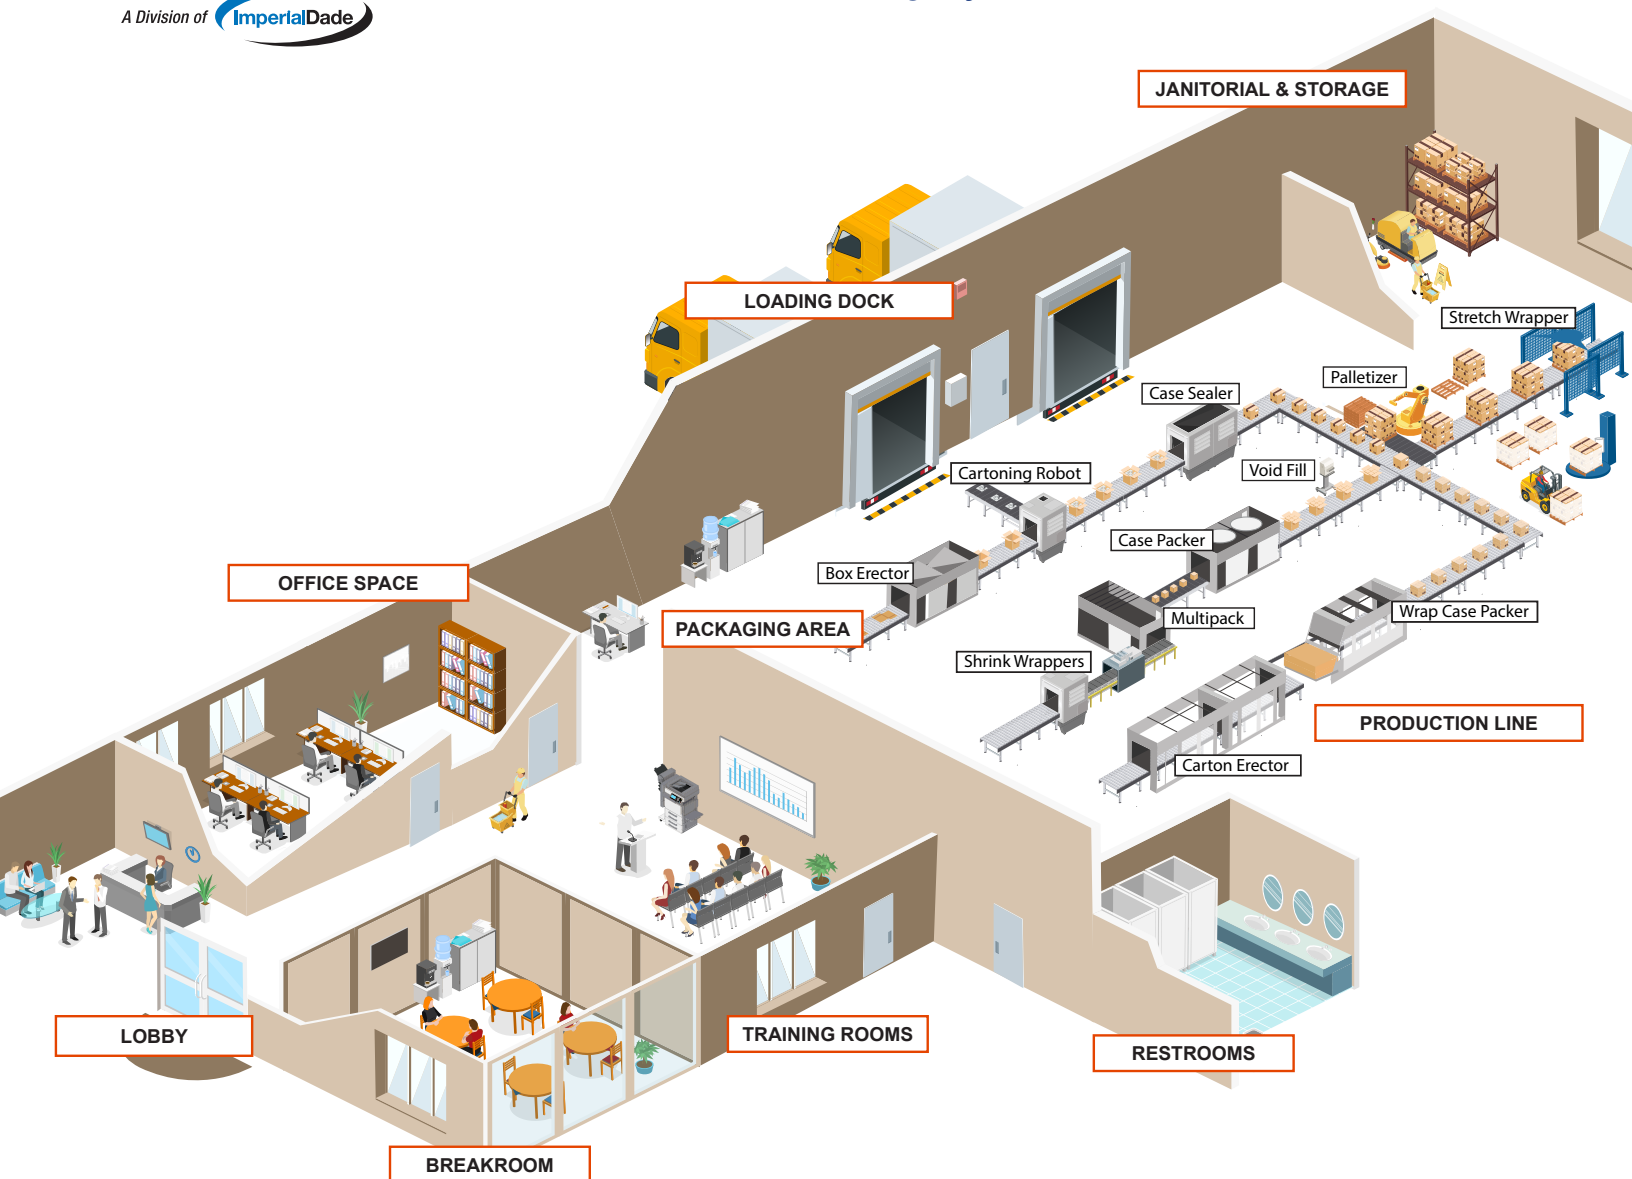 A Division of ImperialDade
JANITORIAL & STORAGE
LOADING DOCK
Stretch Wrapper
Palletizer
Case Sealer
Cartoning Robot
Void Fill
Case Packer
Box Erector
OFFICE SPACE
Multipack
Wrap Case Packer
PACKAGING AREA
Shrink Wrappers
PRODUCTION LINE
Carton Erector
LOBBY
TRAINING ROOMS
RESTROOMS
BREAKROOM